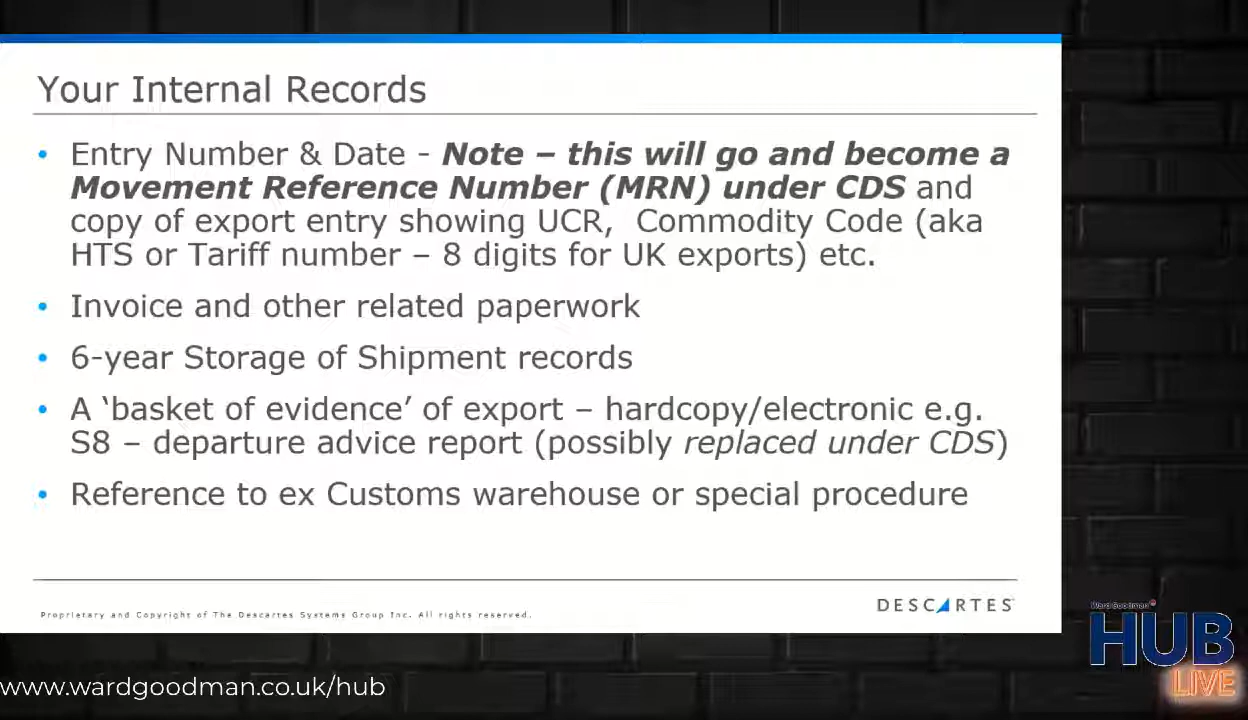 Your Internal Records
• Entry Number & Date - Note – this will go and become a
Movement Reference Number (MRN) under CDS and
copy of export entry showing UCR, Commodity Code (aka
HTS or Tariff number – 8 digits for UK exports) etc.
• Invoice and other related paperwork
• 6-year Storage of Shipment records
• A ‘basket of evidence’ of export – hardcopy/electronic e.g.
S8 – departure advice report (possibly replaced under CDS)
• Reference to ex Customs warehouse or special procedure
Proprietary and Copyright of The Descartes Systems Group Inc. All rights reserved.
DESCARTES
Ward Goodman
HUB
LIVE
www.wardgoodman.co.uk/hub